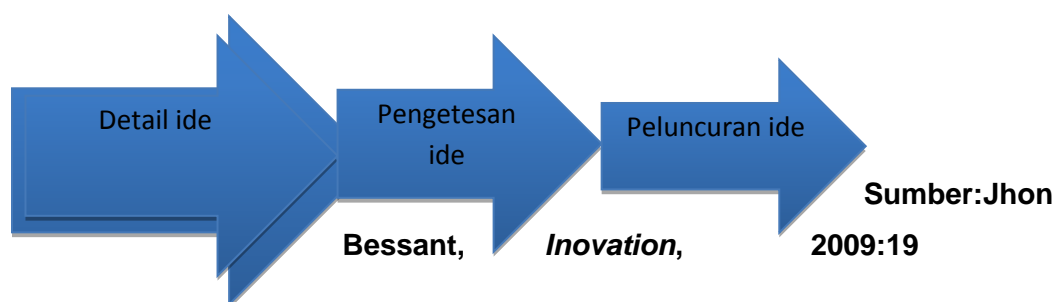 Detail ide
Pengetesan
ide
Peluncuran ide
Sumber:Jhon
Bessant, Inovation, 2009:19